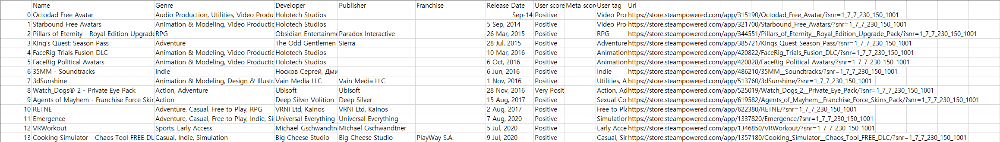 Name Genre Developer Publisher Franchise Release Date User score Meta score User tag Url
0 Octodad Free Avatar Audio Production, Utilities, Video Produ Holotech Studios Sep-14 Positive Video Pro https://store.steampowered.com/app/315190/Octodad_Free_Avatar/?snr=1_7_7_230_150_1001
1 Starbound Free Avatars Animation & Modeling, Video Productic Holotech Studios 5 Sep, 2014 Positive Video Pro https://store.steampowered.com/app/321700/Starbound_Free_Avatars/?snr=1_7_7_230_150_1001
2 Pillars of Eternity - Royal Edition Upgrade RPG Obsidian Entertainme Paradox Interactive 26 Mar, 2015 Positive RPG https://store.steampowered.com/app/344551/Pillars_of_Eternity__Royal_Edition_Upgrade_Pack/?snr=1_7_7_230_150_1001
3 King's Quest: Season Pass Adventure The Odd Gentlemen Sierra 28 Jul, 2015 Positive Adventure https://store.steampowered.com/app/385721/Kings_Quest_Season_Pass/?snr=1_7_7_230_150_1001
4 FaceRig Trials Fusion DLC Animation & Modeling, Video Productic Holotech Studios 10 Mar, 2016 Positive Animation https://store.steampowered.com/app/420822/FaceRig_Trials_Fusion_DLC/?snr=1_7_7_230_150_1001
5 FaceRig Political Avatars Animation & Modeling, Video Productic Holotech Studios 6 Oct, 2016 Positive Animation https://store.steampowered.com/app/420828/FaceRig_Political_Avatars/?snr=1_7_7_230_150_1001
6 35MM - Soundtracks Indie Носков Сергей, Дми 6 Jun, 2016 Positive Indie https://store.steampowered.com/app/486210/35MM__Soundtracks/?snr=1_7_7_230_150_1001
7 3dSunshine Animation & Modeling, Design & Illustra Vain Media LLC Vain Media LLC 1 Nov, 2016 Positive Utilities, A https://store.steampowered.com/app/513760/3dSunshine/?snr=1_7_7_230_150_1001
8 Watch_Dogs® 2 - Private Eye Pack Action, Adventure Ubisoft Ubisoft 28 Nov, 2016 Very Posit Action, Ad https://store.steampowered.com/app/525019/Watch_Dogs_2__Private_Eye_Pack/?snr=1_7_7_230_150_1001
9 Agents of Mayhem - Franchise Force Skin Action Deep Silver Volition Deep Silver 15 Aug, 2017 Positive Sexual Co https://store.steampowered.com/app/619582/Agents_of_Mayhem__Franchise_Force_Skins_Pack/?snr=1_7_7_230_150_1001
10 RETNE Adventure, Casual, Free to Play, RPG VRNI Ltd, Kainos VRNI Ltd, Kainos 2 Aug, 2017 Positive Free to Pla https://store.steampowered.com/app/622380/RETNE/?snr=1_7_7_230_150_1001
11 Emergence Adventure, Casual, Free to Play, Indie, Si Universal Everything Universal Everything 7 Aug, 2020 Positive Simulation https://store.steampowered.com/app/1337820/Emergence/?snr=1_7_7_230_150_1001
12 VRWorkout Sports, Early Access Michael Gschwandtn Michael Gschwandtner 5 Jul, 2020 Positive Early Acce https://store.steampowered.com/app/1346850/VRWorkout/?snr=1_7_7_230_150_1001
13 Cooking Simulator - Chaos Tool FREE DL Casual, Indie, Simulation Big Cheese Studio Big Cheese Studio PlayWay S.A. 9 Jul, 2020 Positive Casual, Sir https://store.steampowered.com/app/1357180/Cooking_Simulator__Chaos_Tool_FREE_DLC/?snr=1_7_7_230_150_1001